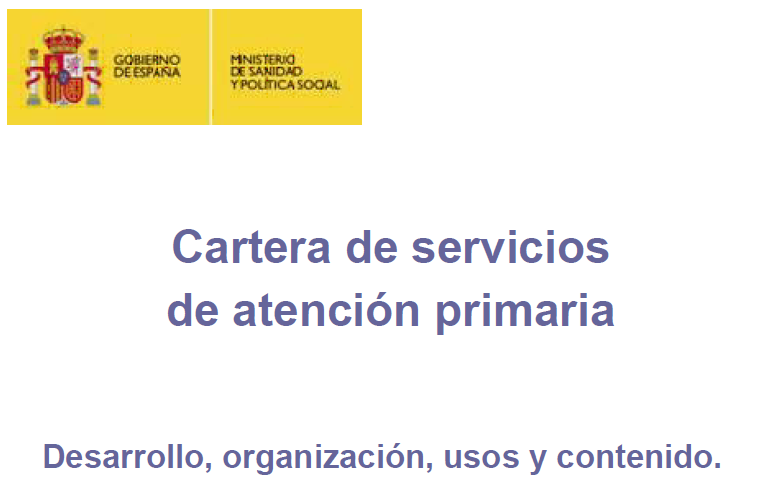 GOBIERNO
DE ESPAÑA
MINISTERIO
DE SANIDAD
Y POLÍTICA SOCIAL
Cartera de servicios
de atención primaria
Desarrollo, organización, usos y contenido.